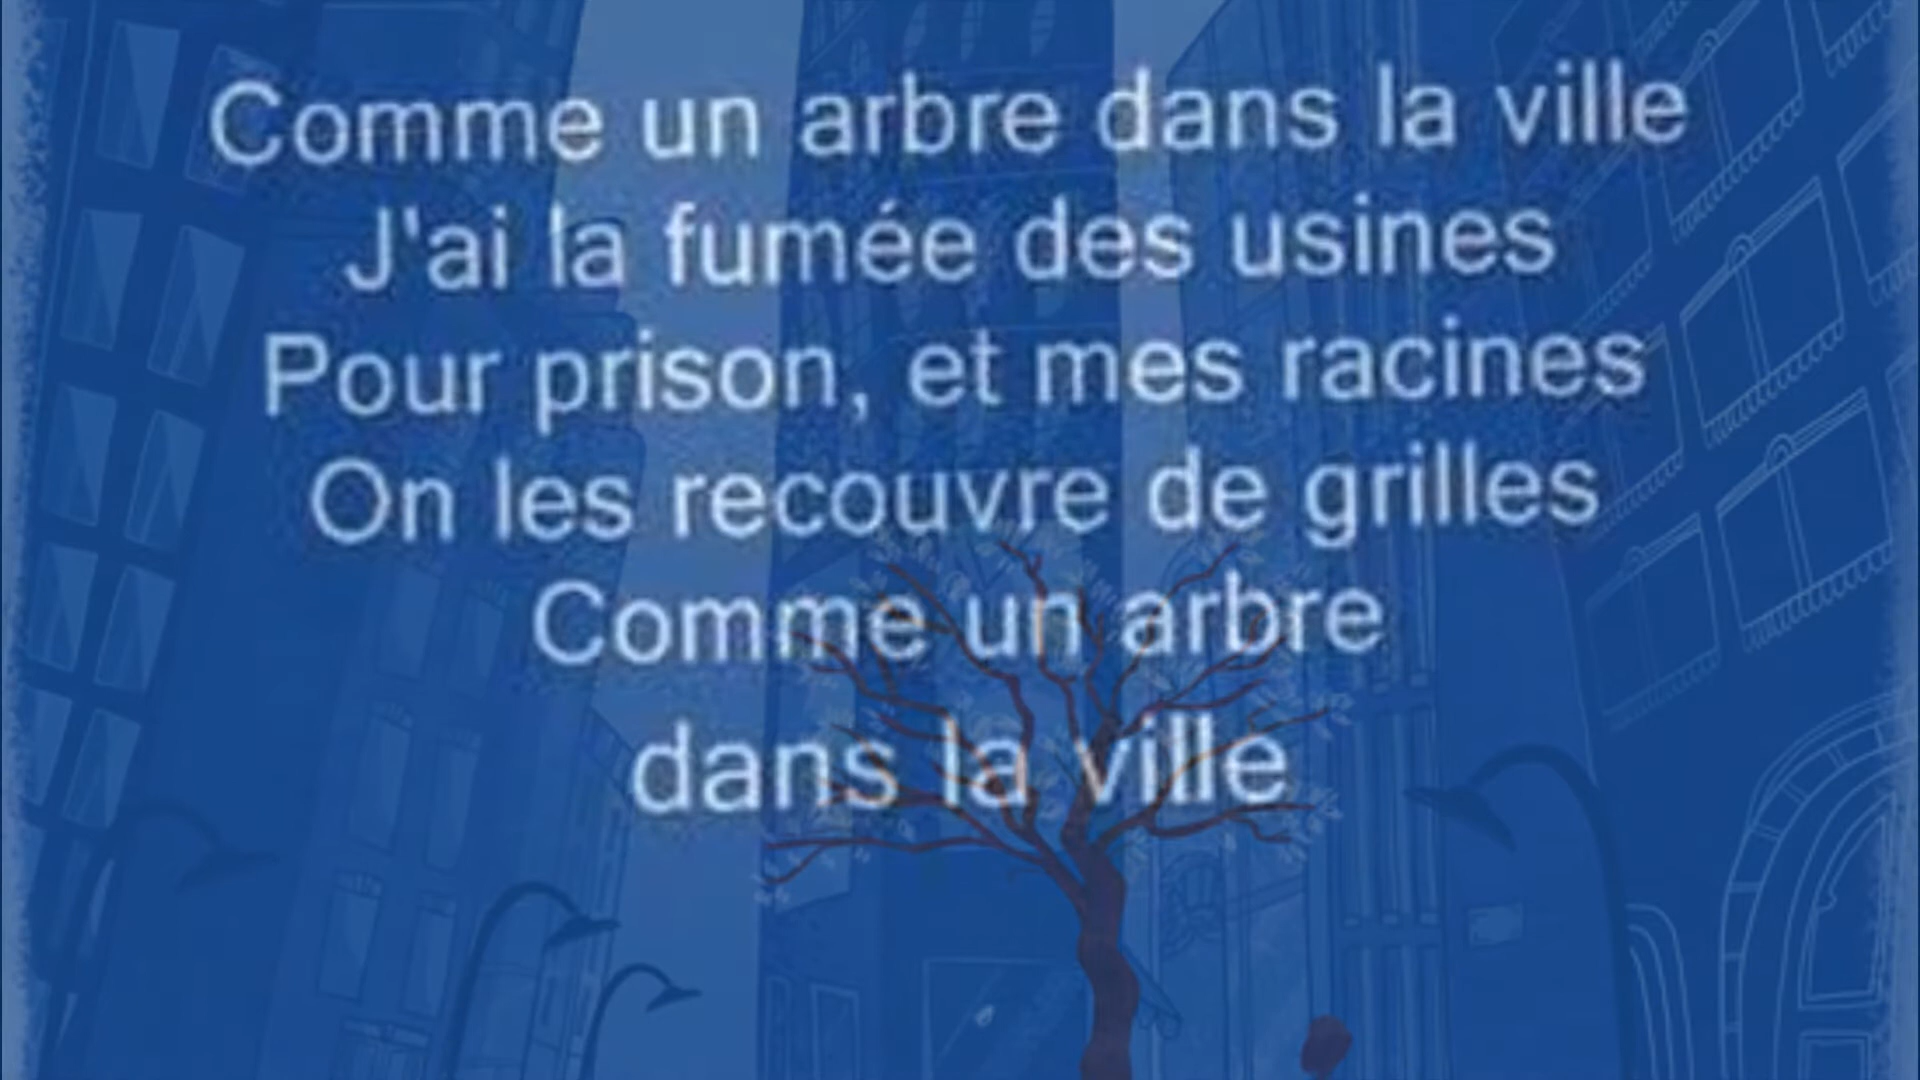 Comme un arbre dans la ville
J'ai la fumée des usines
Pour prison, et mes racines
On les recouvre de grilles
Comme un arbre
dans la ville